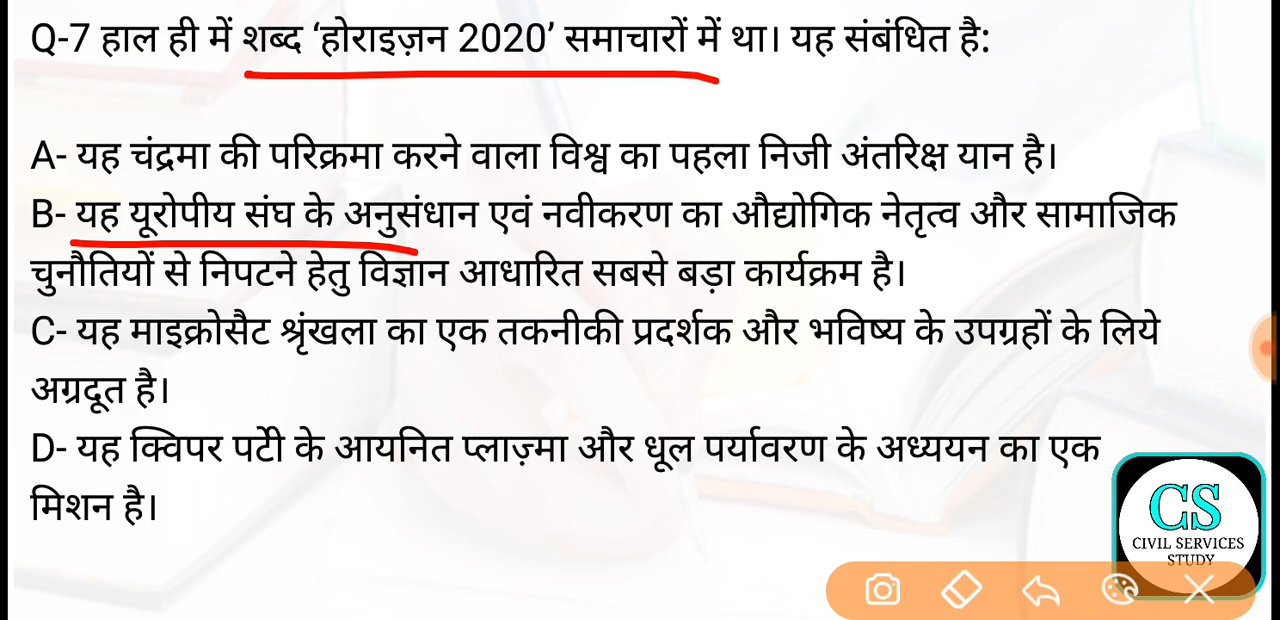 Q-7 हाल ही में शब्द ‘होराइज़न 2020’ समाचारों में था। यह संबंधित है:
A- यह चंद्रमा की परिक्रमा करने वाला विश्व का पहला निजी अंतरिक्ष यान है।
B- यह यूरोपीय संघ के अनुसंधान एवं नवीकरण का औद्योगिक नेतृत्व और सामाजिक
चुनौतियों से निपटने हेतु विज्ञान आधारित सबसे बड़ा कार्यक्रम है।
C- यह माइक्रोसैट श्रृंखला का एक तकनीकी प्रदर्शक और भविष्य के उपग्रहों के लिये
अग्रदूत है।
D- यह क्विपर पटेी के आयनित प्लाज़्मा और धूल पर्यावरण के अध्ययन का एक
मिशन है।
CS
CIVIL SERVICES
STUDY